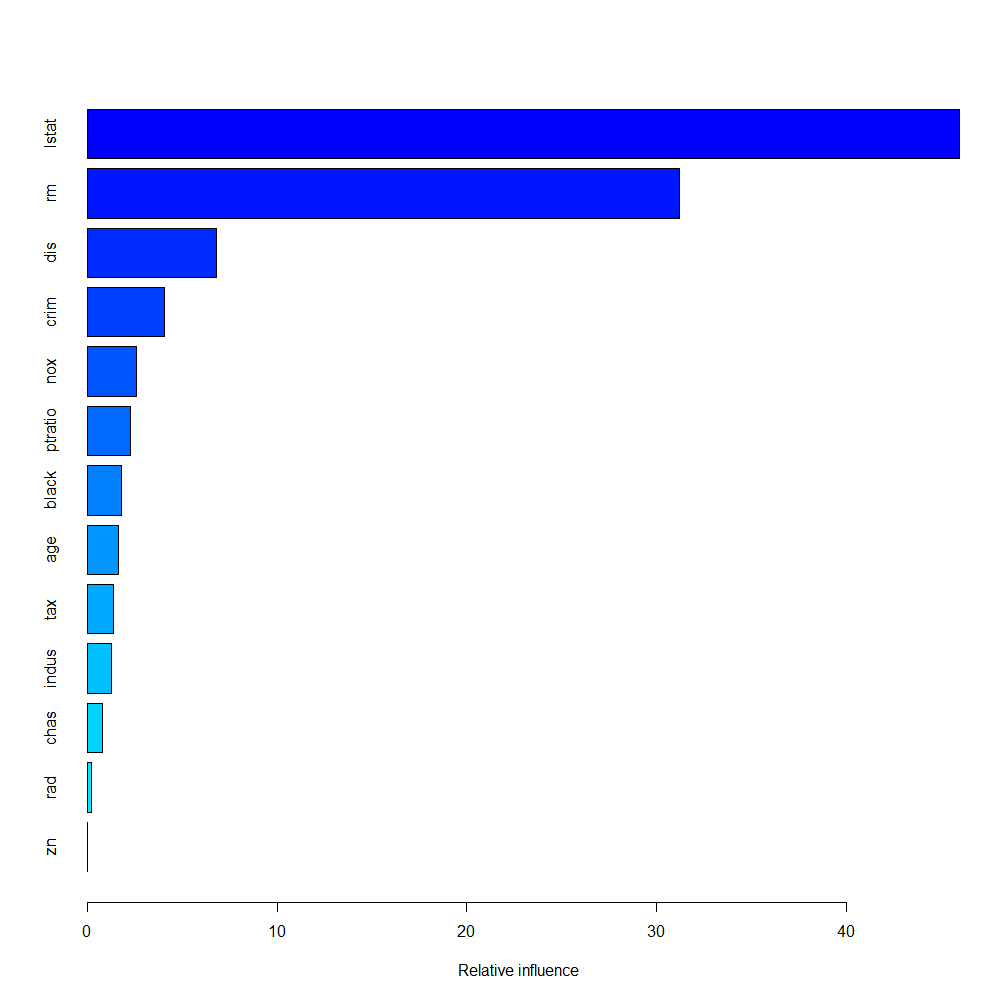 lstat
rm
dis
crim
nox
ptratio
black
age
tax
indus
chas
rad
zn
0 10 20 30 40
Relative influence